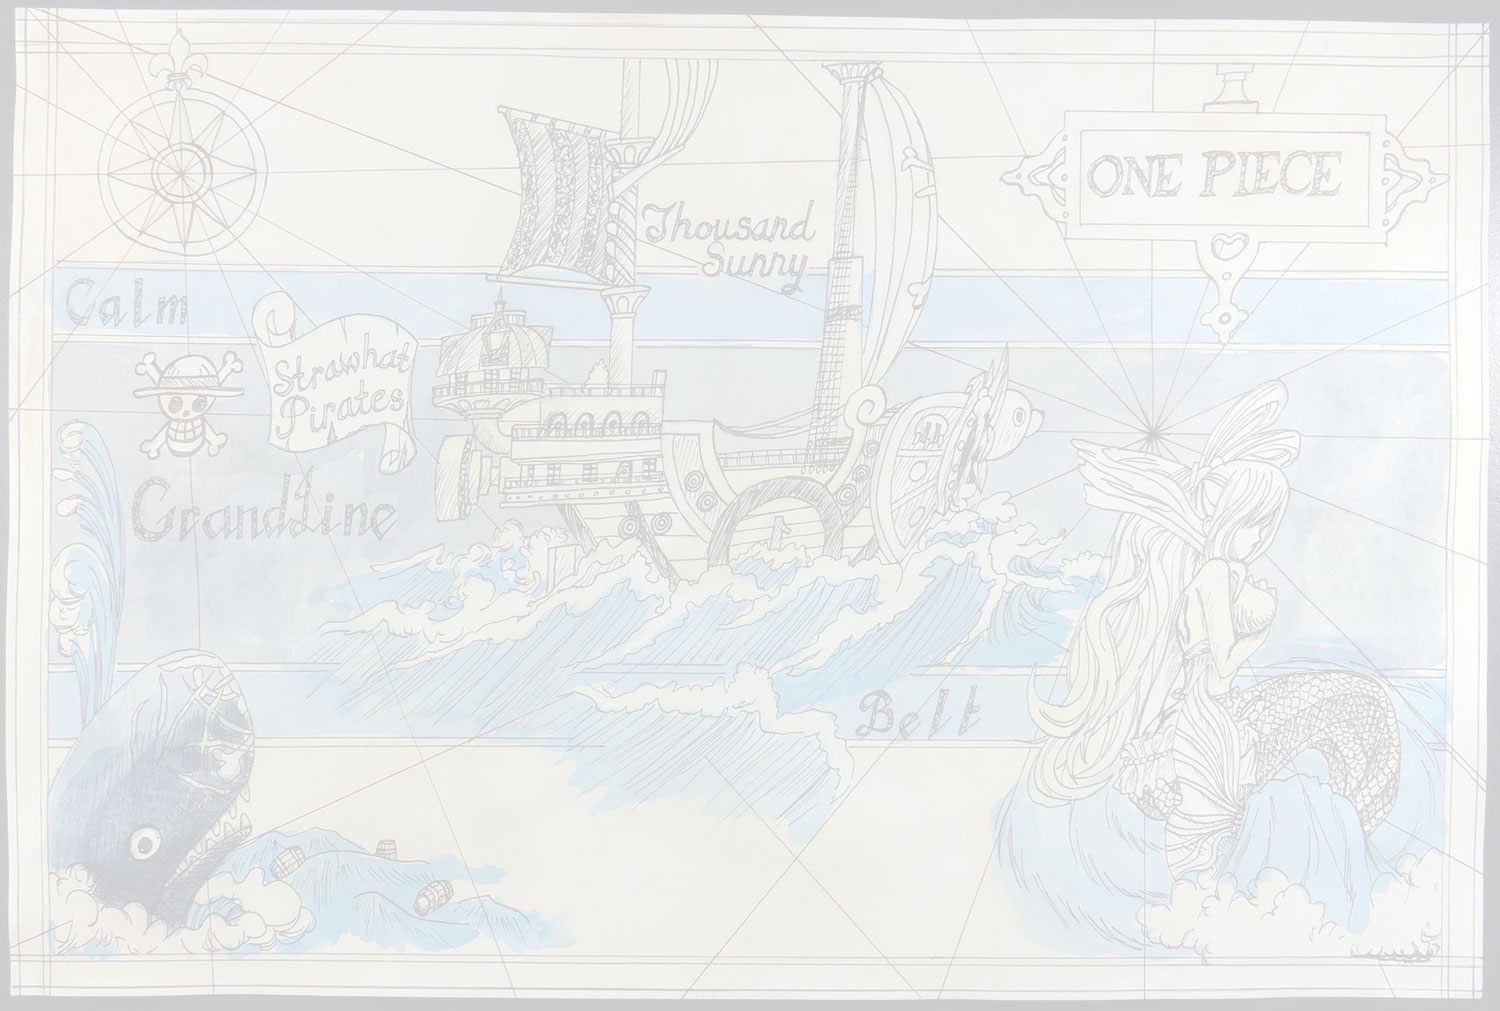 ONE PIECE
Thousand
Sunny
Calm
Strawhat
Pirates
GrandLine
Belt